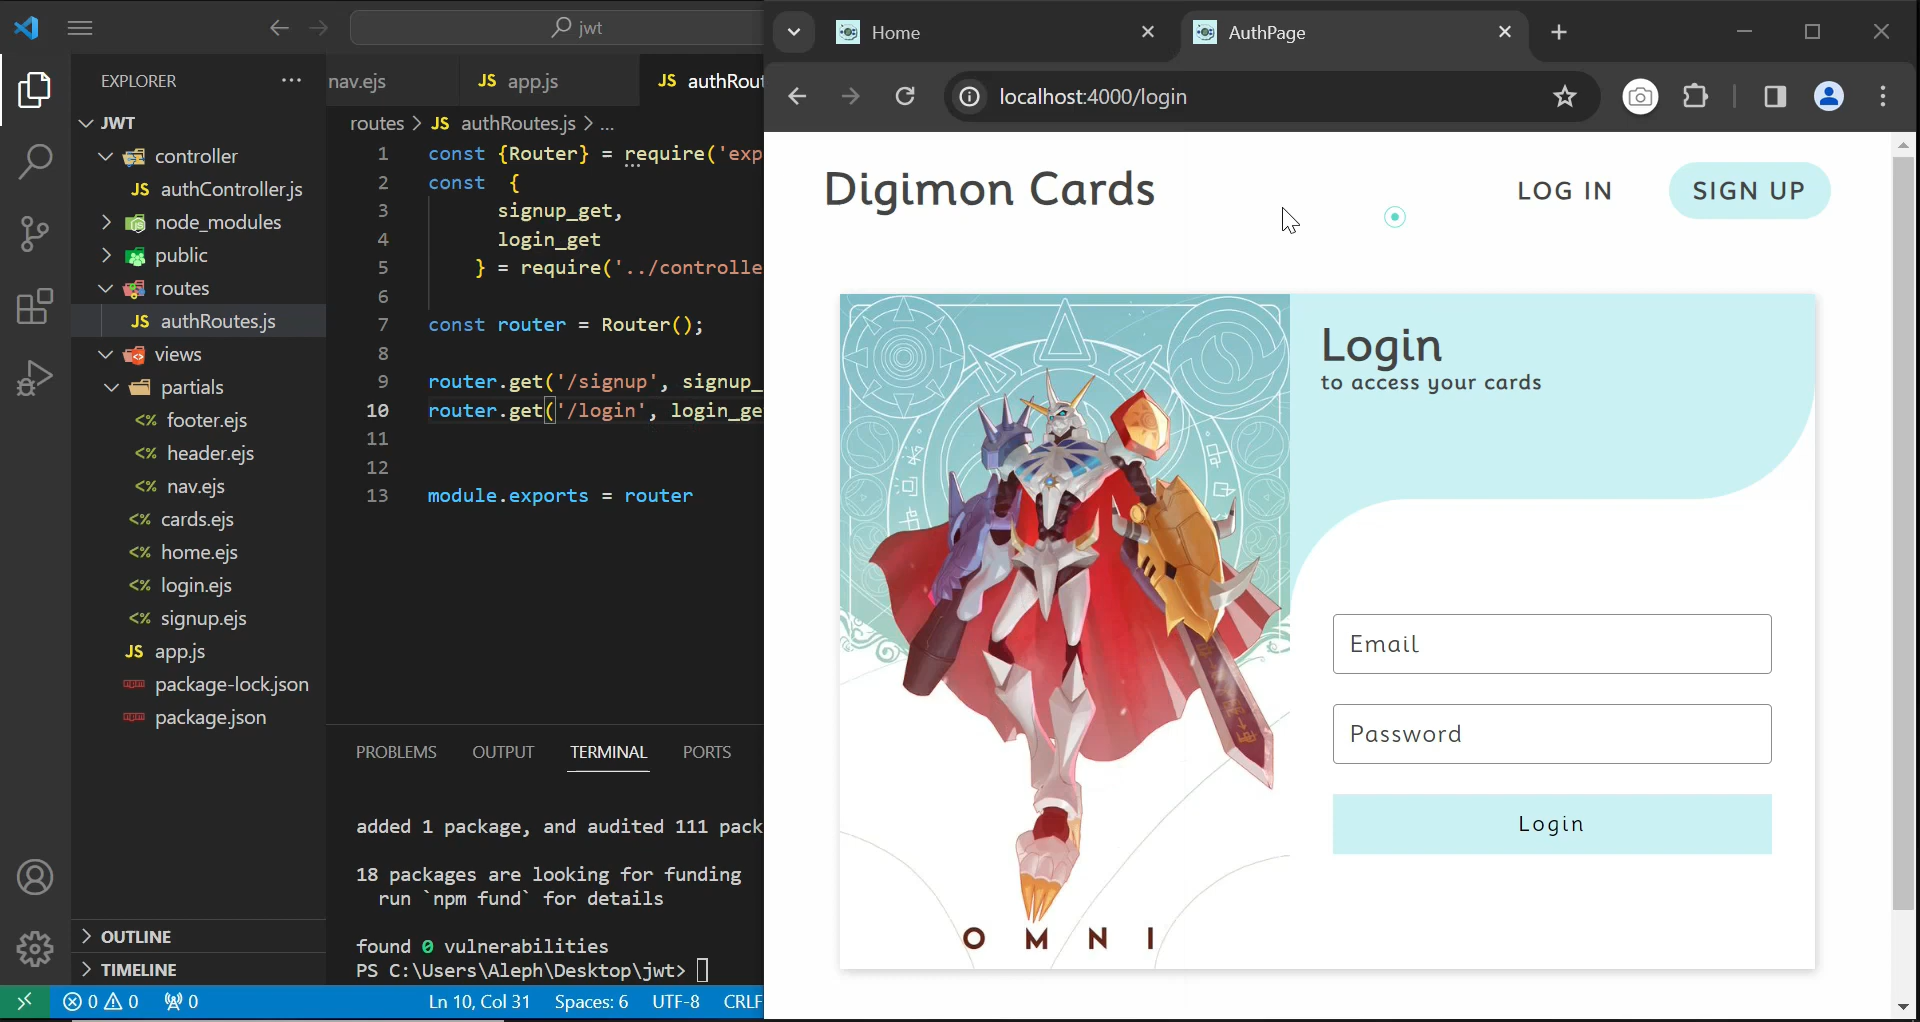 jwt
EXPLORER
JWT
controller
JS authController.js
node_modules
public
routes
JS authRoutes.js
views
partials
<% footer.ejs
<% header.ejs
<% nav.ejs
<% cards.ejs
<% home.ejs
<% login.ejs
<% signup.ejs
JS app.js
package-lock.json
package.json
OUTLINE
TIMELINE
nav.ejs
JS app.js
JS authRout
routes > JS authRoutes.js > ...
1 const {Router} = require('exp
2 const {
3 signup_get,
4 login_get
5 } = require('../controlle
6
7 const router = Router();
8
9 router.get('/signup', signup_
10 router.get('/login', login_ge
11
12
13 module.exports = router
PROBLEMS OUTPUT TERMINAL PORTS
added 1 package, and audited 111 pack
18 packages are looking for funding
run `npm fund` for details
found 0 vulnerabilities
PS C:\Users\Aleph\Desktop\jwt>
0 0 0 Ln 10, Col 31 Spaces: 6 UTF-8 CRLF
Home
AuthPage
localhost:4000/login
Digimon Cards
LOG IN
SIGN UP
Login
to access your cards
Email
Password
Login
OMNI